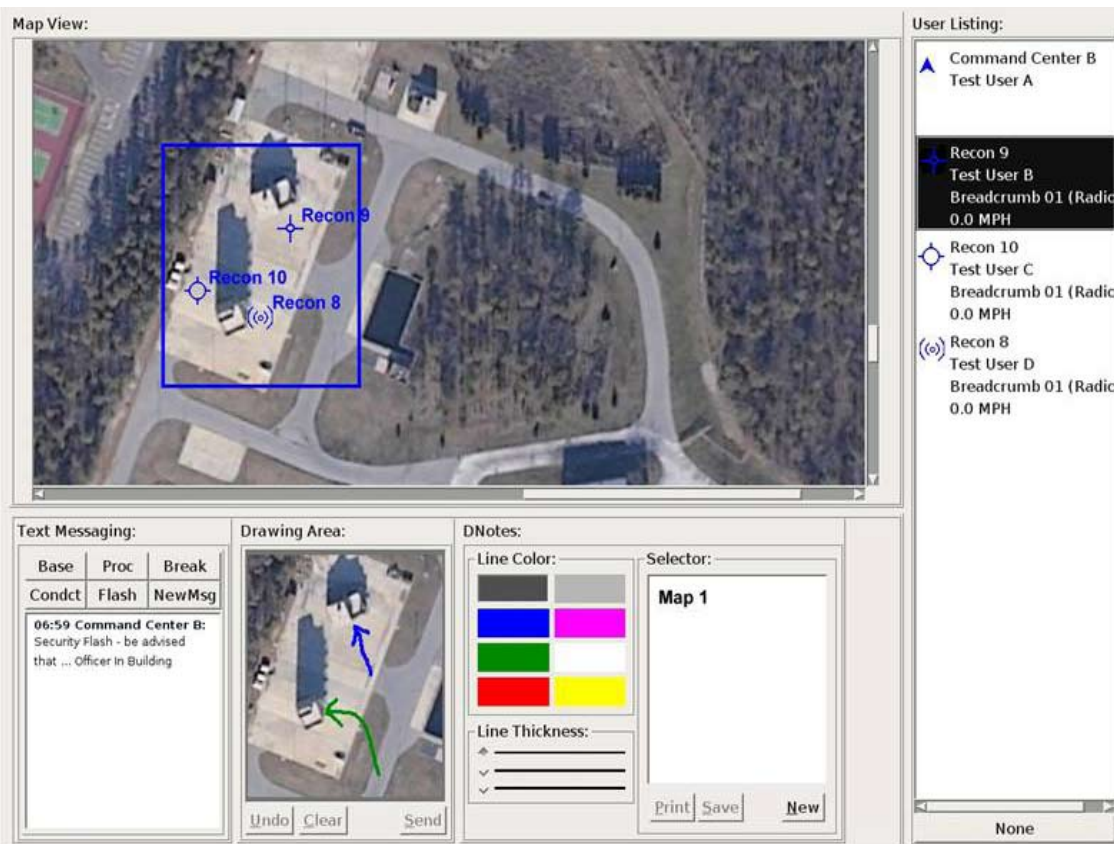 Map View:
Recon 9
Recon 10
Recon 8
User Listing:
Command Center B
Test User A
Recon 9
Test User B
Breadcrumb 01 (Radio
0.0 MPH
Recon 10
Test User C
Breadcrumb 01 (Radio
0.0 MPH
Recon 8
Test User D
Breadcrumb 01 (Radio
0.0 MPH
None
Text Messaging:
Base Proc Break
Condct Flash NewMsg
06:59 Command Center B:
Security Flash - be advised
that ... Officer In Building
Drawing Area:
Undo Clear Send
DNotes:
Line Color:
Line Thickness:
Selector:
Map 1
Print Save New